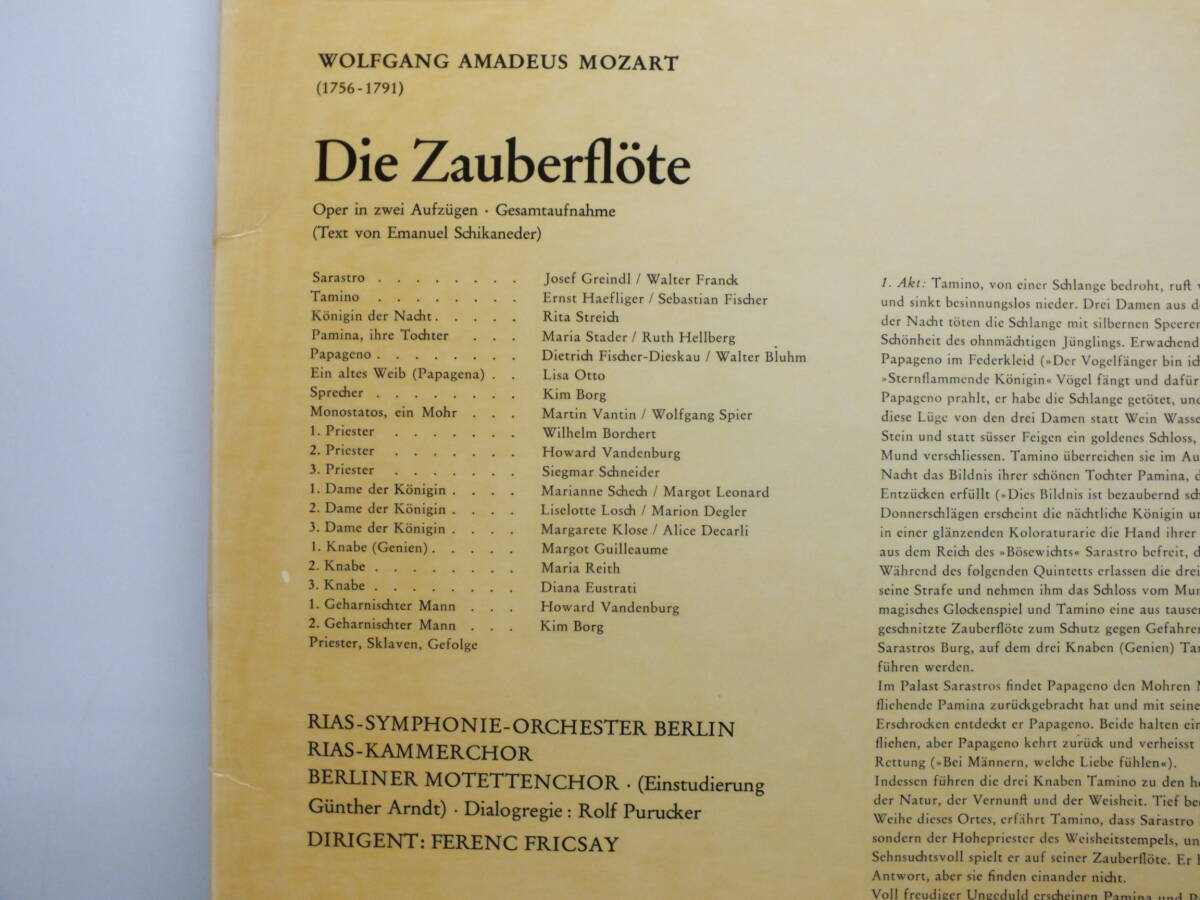 WOLFGANG AMADEUS MOZART
(1756-1791)
Die Zauberflöte
Oper in zwei Aufzügen · Gesamtaufnahme
(Text von Emanuel Schikaneder)
Sarastro . . . . . . . . Josef Greindl / Walter Franck
Tamino . . . . . . . . Ernst Haefliger / Sebastian Fischer
Königin der Nacht . . . . . Rita Streich
Pamina, ihre Tochter . . . Maria Stader / Ruth Hellberg
Papageno . . . . . . . . Dietrich Fischer-Dieskau / Walter Bluhm
Ein altes Weib (Papagena) . . Lisa Otto
Sprecher . . . . . . . . Kim Borg
Monostatos, ein Mohr . . . Martin Vantin / Wolfgang Spier
1. Priester . . . . . . . Wilhelm Borchert
2. Priester . . . . . . . Howard Vandenburg
3. Priester . . . . . . . Siegmar Schneider
1. Dame der Königin . . . . Marianne Schech / Margot Leonard
2. Dame der Königin . . . . Liselotte Losch / Marion Degler
3. Dame der Königin . . . . Margarete Klose / Alice Decarli
1. Knabe (Genien) . . . . . Margot Guilleaume
2. Knabe . . . . . . . . Maria Reith
3. Knabe . . . . . . . . Diana Eustrati
1. Geharnischter Mann . . . Howard Vandenburg
2. Geharnischter Mann . . . Kim Borg
Priester, Sklaven, Gefolge
RIAS-SYMPHONIE-ORCHESTER BERLIN
RIAS-KAMMERCHOR
BERLINER MOTETTENCHOR · (Einstudierung
Günther Arndt) · Dialogregie: Rolf Purucker
DIRIGENT: FERENC FRICSAY
1. Akt: Tamino, von einer Schlange bedroht, ruft
und sinkt besinnungslos nieder. Drei Damen aus
der Nacht töten die Schlange mit silbernen Speeren
Schönheit des ohnmächtigen Jünglings. Erwachend
Papageno im Federkleid (»Der Vogelfänger bin ich
»Sternflammende Königin« Vögel fängt und dafür
Papageno prahlt, er habe die Schlange getötet, und
diese Lüge von den drei Damen statt Wein Wasser
Stein und statt süsser Feigen ein goldenes Schloss,
Mund verschliessen. Tamino überreichen sie im
Nacht das Bildnis ihrer schönen Tochter Pamina,
Entzücken erfüllt (»Dies Bildnis ist bezaubernd
Donnerschlägen erscheint die nächtliche Königin
in einer glänzenden Koloraturarie die Hand ihrer
aus dem Reich des »Bösewichts« Sarastro befreit,
Während des folgenden Quintetts erlassen die drei
seine Strafe und nehmen ihm das Schloss vom
magisches Glockenspiel und Tamino eine aus
geschnitzte Zauberflöte zum Schutz gegen Gefahren
Sarastros Burg, auf dem drei Knaben (Genien)
führen werden.
Im Palast Sarastros findet Papageno den Mohren
fliehende Pamina zurückgebracht hat und mit seine
Erschrocken entdeckt er Papageno. Beide halten
fliehen, aber Papageno kehrt zurück und verheisst
Rettung (»Bei Männern, welche Liebe fühlen«).
Indessen führen die drei Knaben Tamino zu den
der Natur, der Vernunft und der Weisheit. Tief
Weihe dieses Ortes, erfährt Tamino, dass Sarastro
sondern der Hohepriester des Weisheitstempels,
Sehnsuchtsvoll spielt er auf seiner Zauberflöte. Er
Antwort, aber sie finden einander nicht.
Voll freudiger Ungeduld erscheinen Pamina und